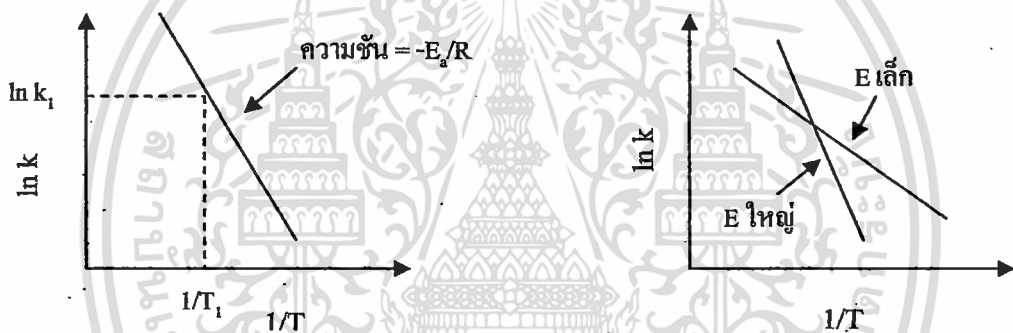 ความชัน = -Eₐ/R
ln k₁
ln k
1/T₁
1/T
E เล็ก
ln k
E ใหญ่
1/T